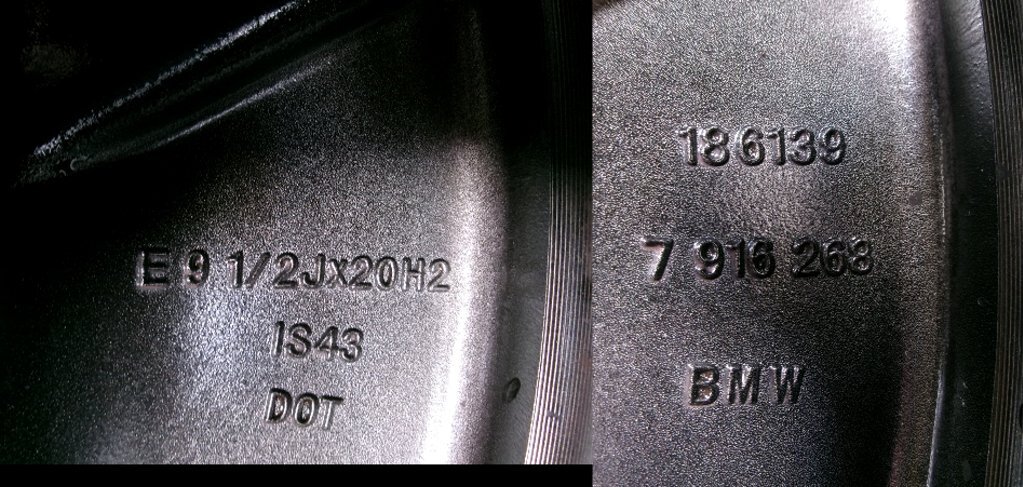 E 9 1/2Jx20H2
IS43
DOT
186139
7 916 268
BMW